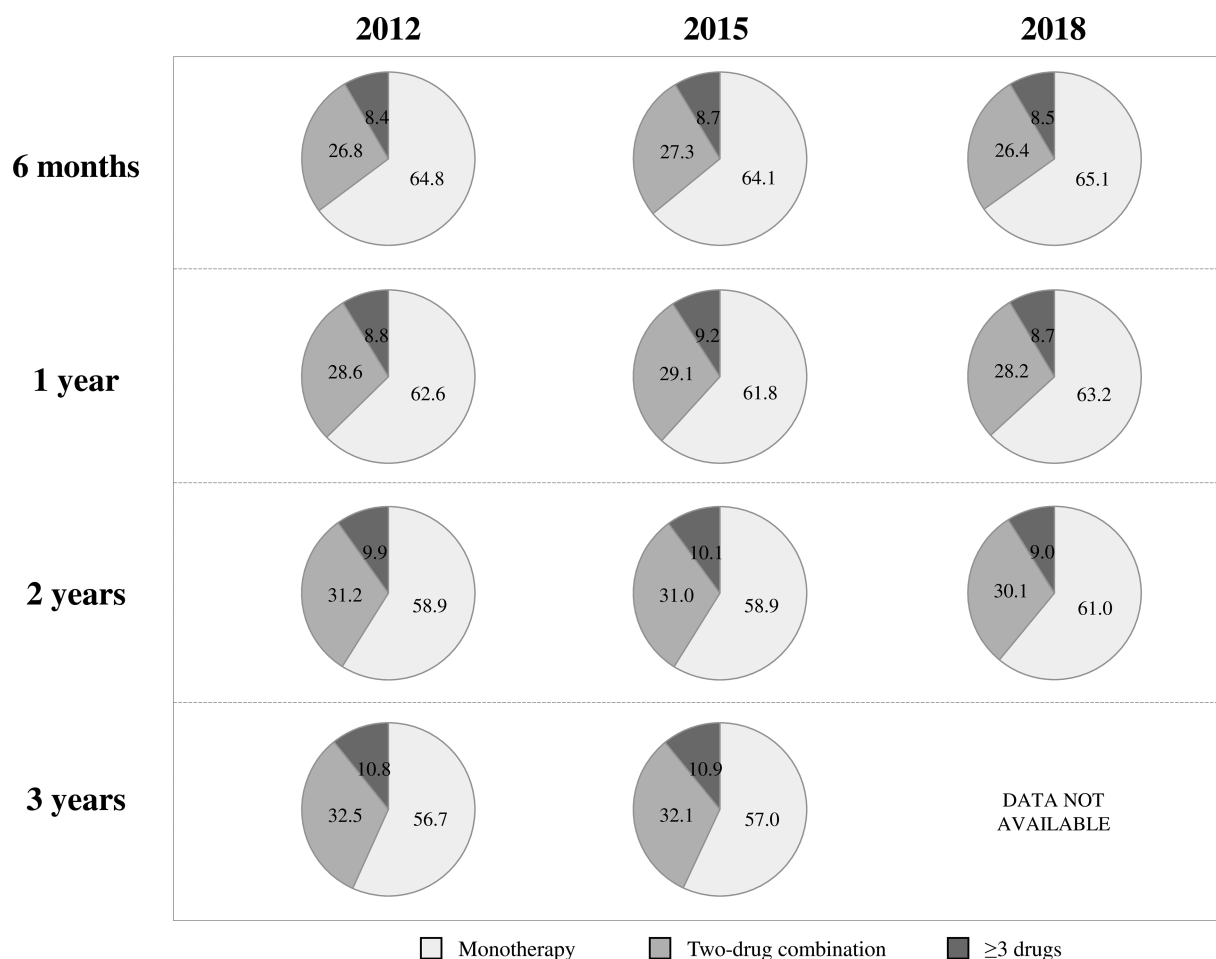 2012 2015 2018
6 months
8.4 8.7 8.5
26.8 27.3 26.4
64.8 64.1 65.1
1 year
8.8 9.2 8.7
28.6 29.1 28.2
62.6 61.8 63.2
2 years
9.9 10.1 9.0
31.2 31.0 30.1
58.9 58.9 61.0
3 years
10.8 10.9
32.5 32.1
56.7 57.0
DATA NOT
AVAILABLE
Monotherapy Two-drug combination ≥3 drugs